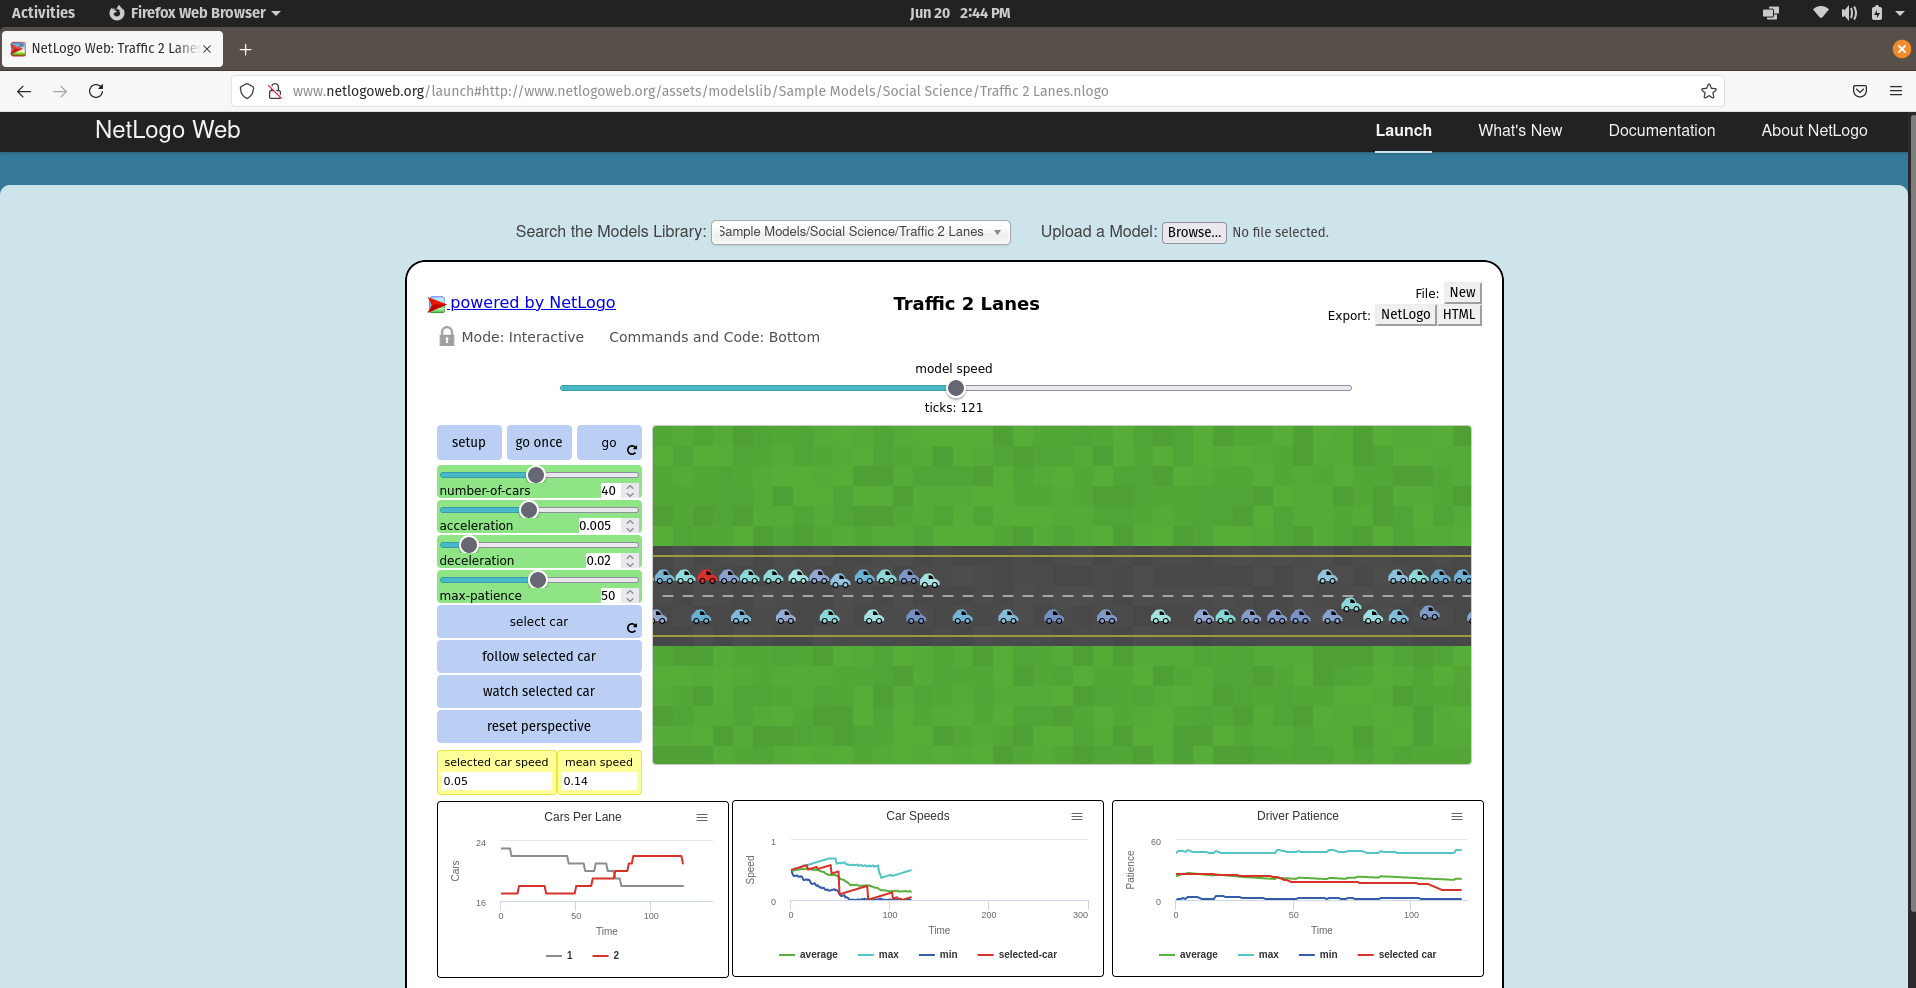 Activities Firefox Web Browser Jun 20 2:44 PM
NetLogo Web: Traffic 2 Lanes
www.netlogoweb.org/launch#http://www.netlogoweb.org/assets/modelslib/Sample Models/Social Science/Traffic 2 Lanes.nlogo
NetLogo Web Launch What's New Documentation About NetLogo
Search the Models Library: Sample Models/Social Science/Traffic 2 Lanes Upload a Model: Browse... No file selected.
powered by NetLogo Traffic 2 Lanes File: New
Export: NetLogo HTML
Mode: Interactive Commands and Code: Bottom
model speed
ticks: 121
setup go once go
number-of-cars 40
acceleration 0.005
deceleration 0.02
max-patience 50
select car
follow selected car
watch selected car
reset perspective
selected car speed mean speed
0.05 0.14
Cars Per Lane
24
Cars
16
0 50 100
Time
1 2
Car Speeds
1
Speed
0
0 100 200 300
Time
average max min selected-car
Driver Patience
60
Patience
0
0 50 100
Time
average max min selected car